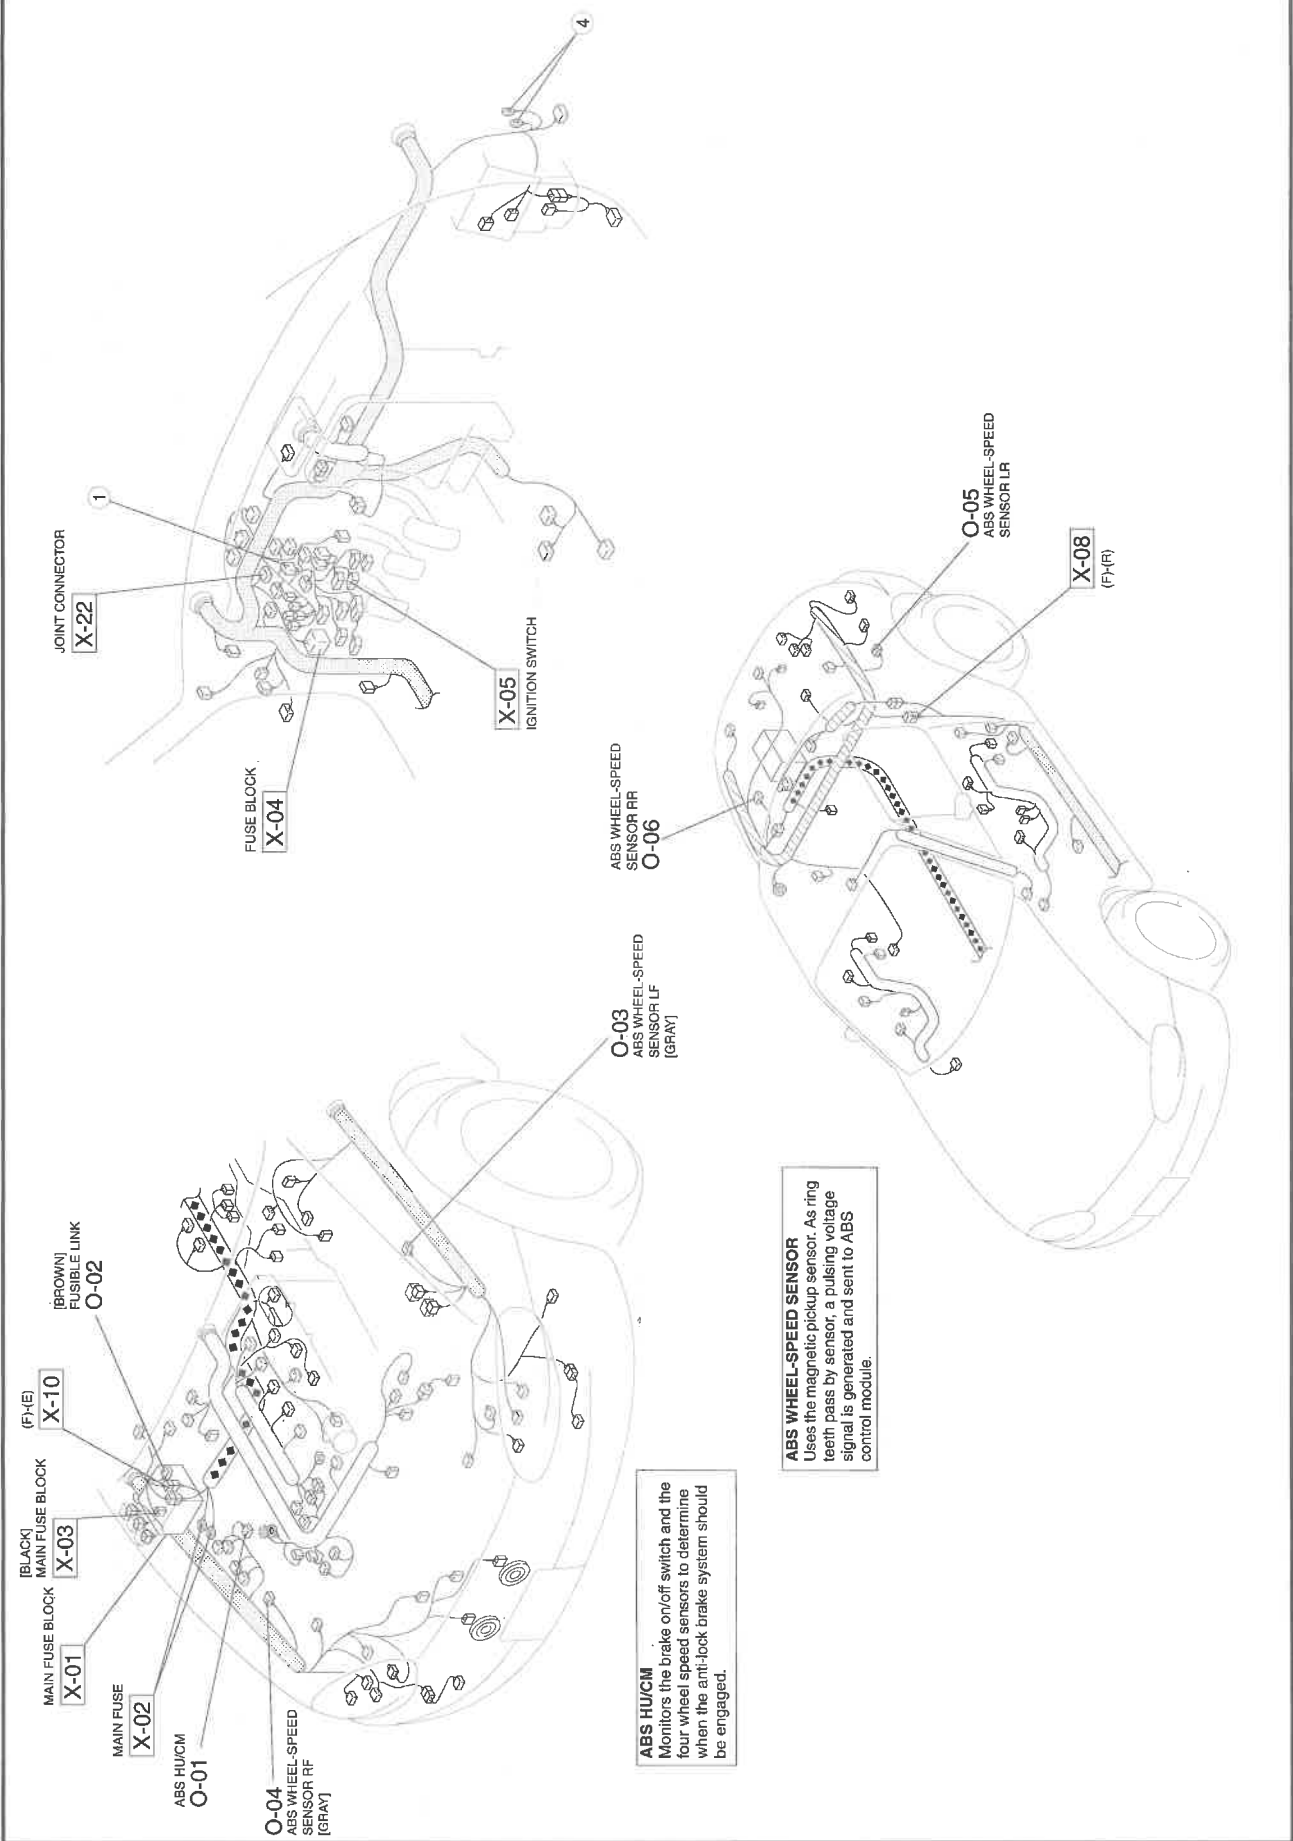 MAIN FUSE BLOCK
X-01
[BLACK]
MAIN FUSE BLOCK
X-03
(F)-(E)
X-10
[BROWN]
FUSIBLE LINK
O-02
MAIN FUSE
X-02
ABS HU/CM
O-01
O-04
ABS WHEEL-SPEED
SENSOR RF
[GRAY]
O-03
ABS WHEEL-SPEED
SENSOR LF
[GRAY]
FUSE BLOCK
X-04
JOINT CONNECTOR
X-22
1
X-05
IGNITION SWITCH
4
ABS WHEEL-SPEED
SENSOR RR
O-06
O-05
ABS WHEEL-SPEED
SENSOR LR
X-08
(F)-(R)
ABS HU/CM
Monitors the brake on/off switch and the
four wheel speed sensors to determine
when the anti-lock brake system should
be engaged.
ABS WHEEL-SPEED SENSOR
Uses the magnetic pickup sensor. As ring
teeth pass by sensor, a pulsing voltage
signal is generated and sent to ABS
control module.